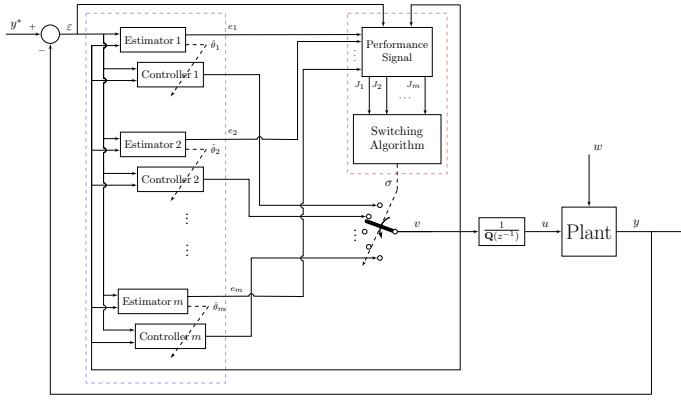 y* + ε
−
Estimator 1
e₁
θ̂₁
Controller 1
Estimator 2
e₂
θ̂₂
Controller 2
⋮
⋮
Estimator m
eₘ
θ̂ₘ
Controller m
Performance
Signal
⋮
J₁ J₂ Jₘ
⋯
Switching
Algorithm
σ
⋮
v
1
Q(z⁻¹)
u
w
Plant
y